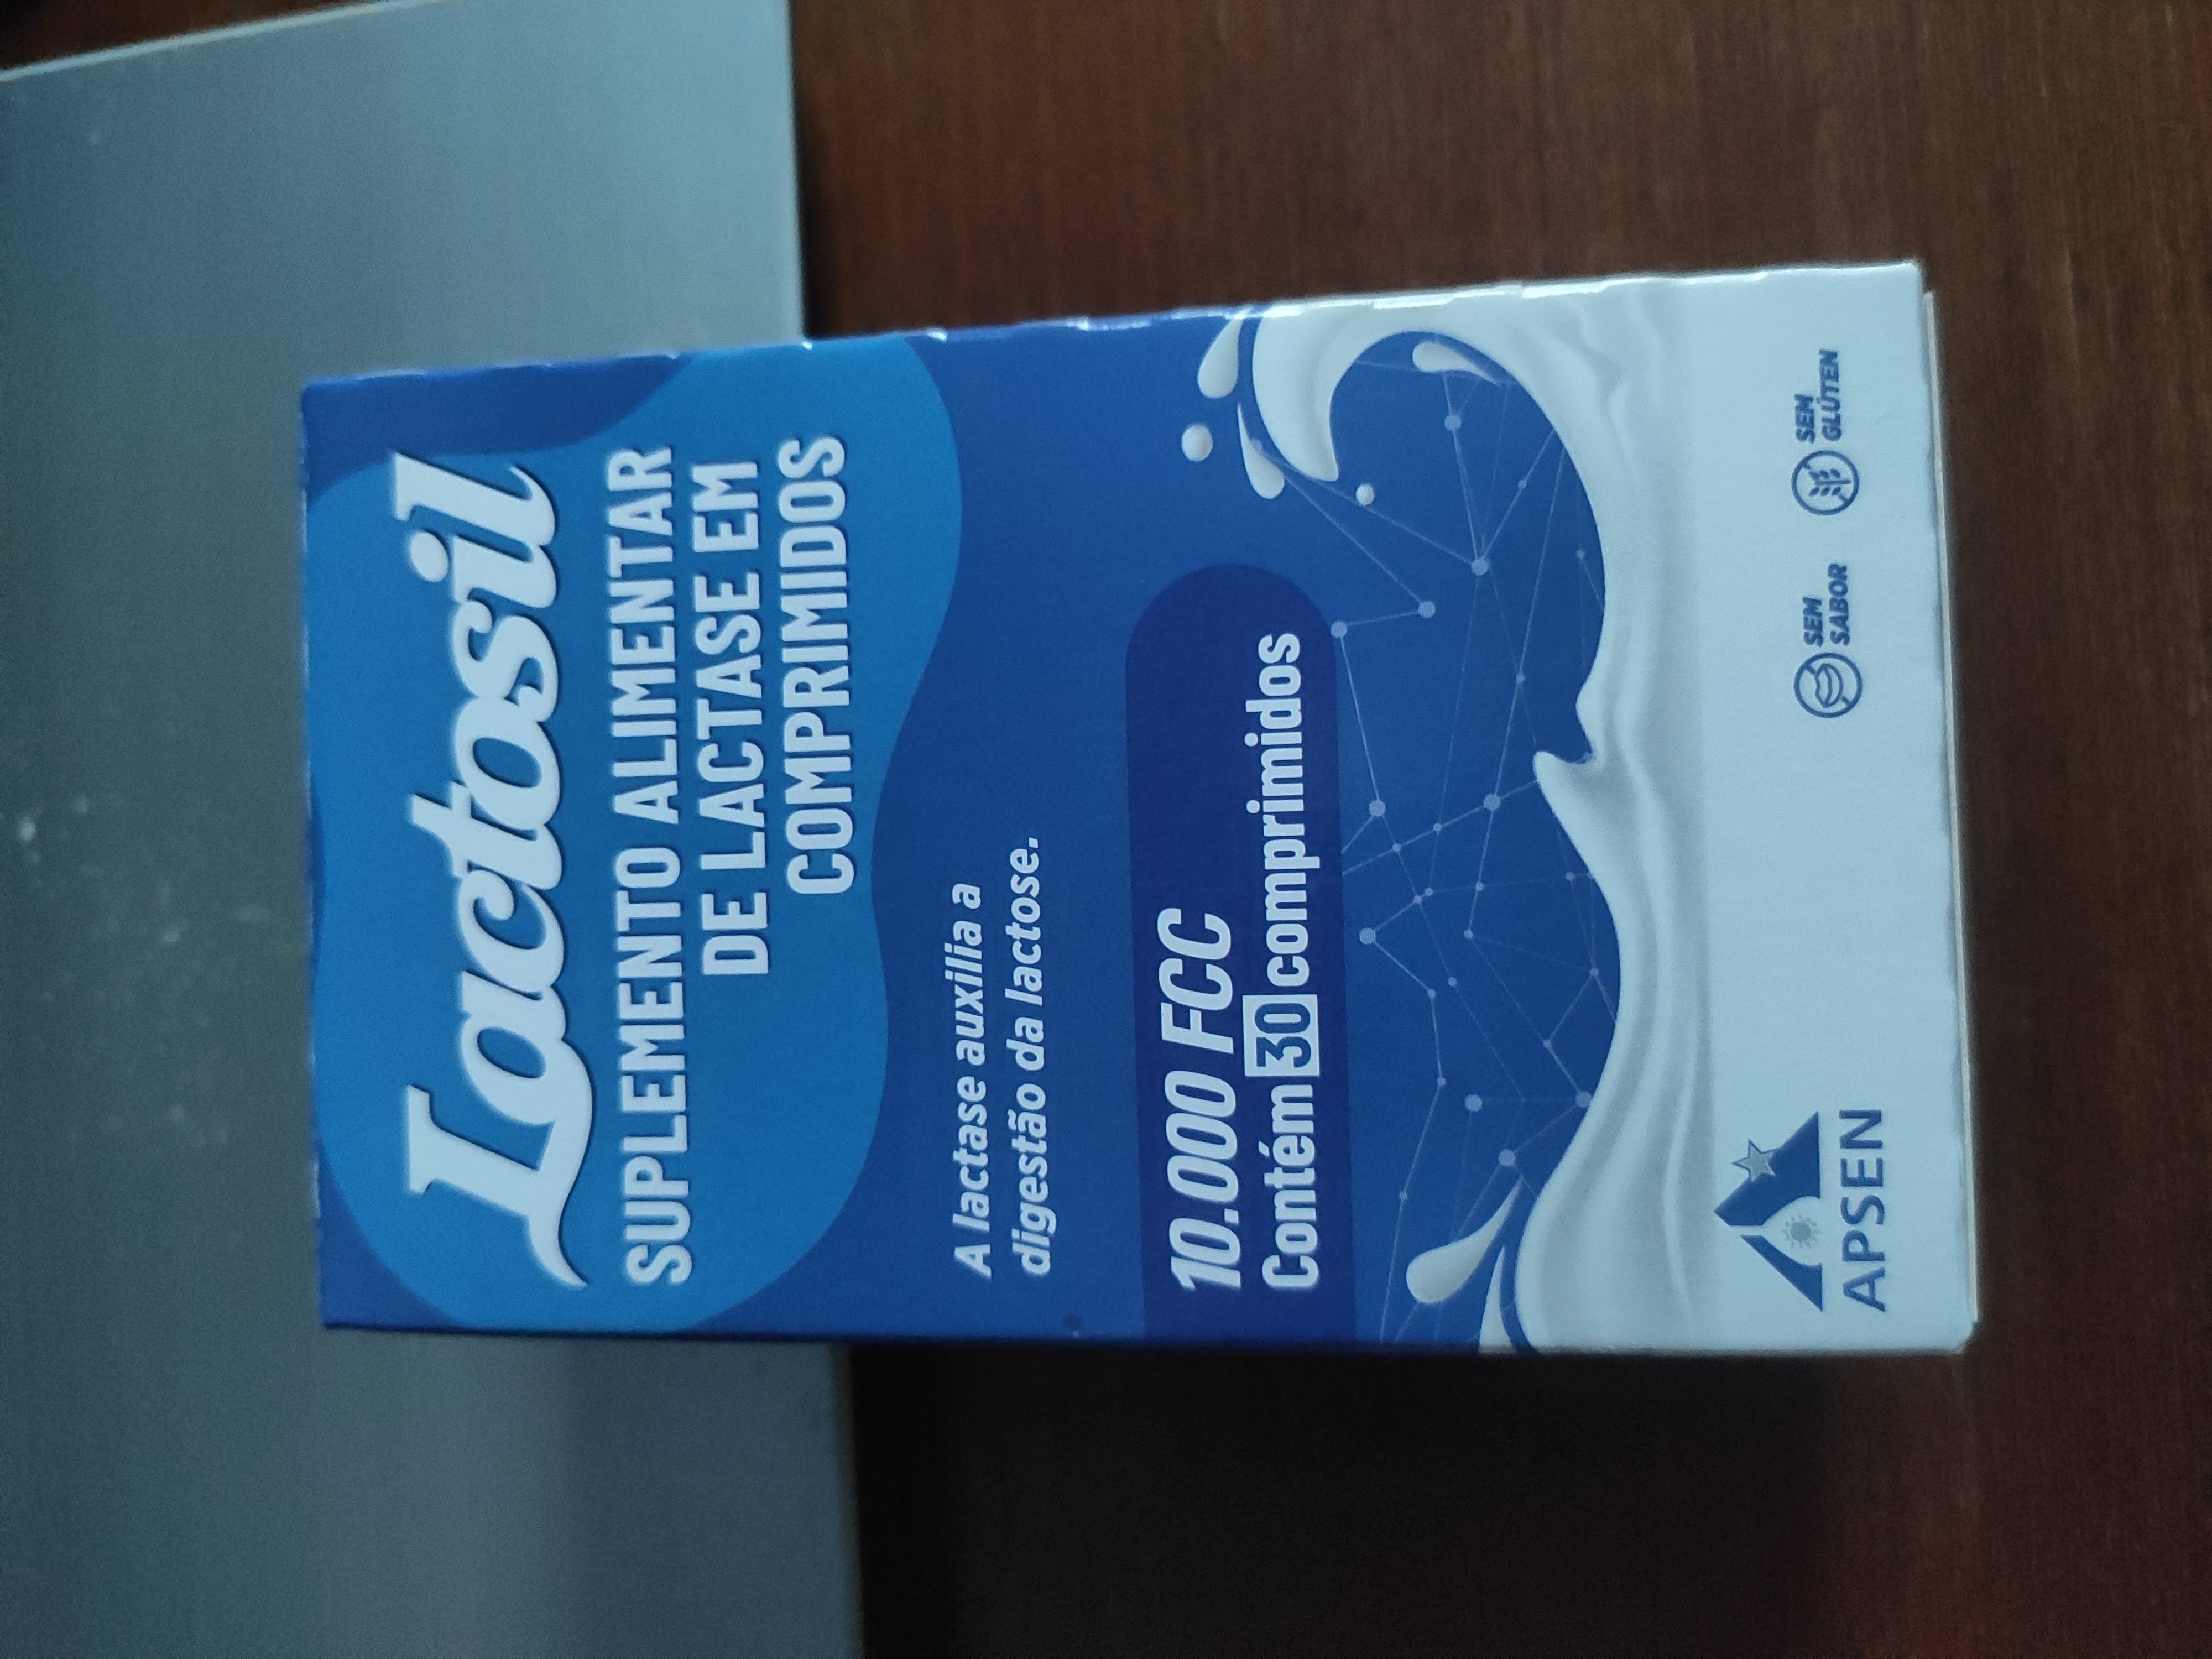 Lactosil
SUPLEMENTO ALIMENTAR
DE LACTASE EM
COMPRIMIDOS
A lactase auxilia a
digestão da lactose.
10.000 FCC
Contém 30 comprimidos
APSEN
SEM
SABOR
SEM
GLÚTEN